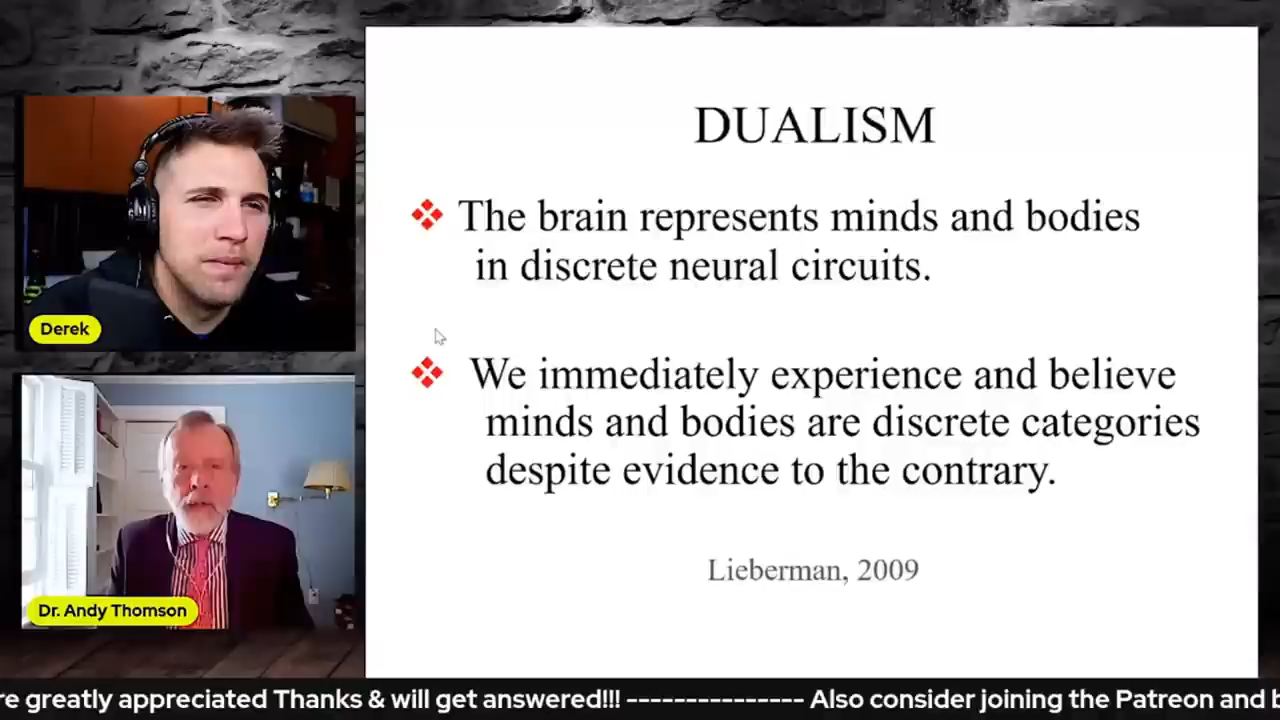 DUALISM
The brain represents minds and bodies
in discrete neural circuits.
We immediately experience and believe
minds and bodies are discrete categories
despite evidence to the contrary.
Lieberman, 2009
Derek
Dr. Andy Thomson
re greatly appreciated Thanks & will get answered!!! --------------- Also consider joining the Patreon and b